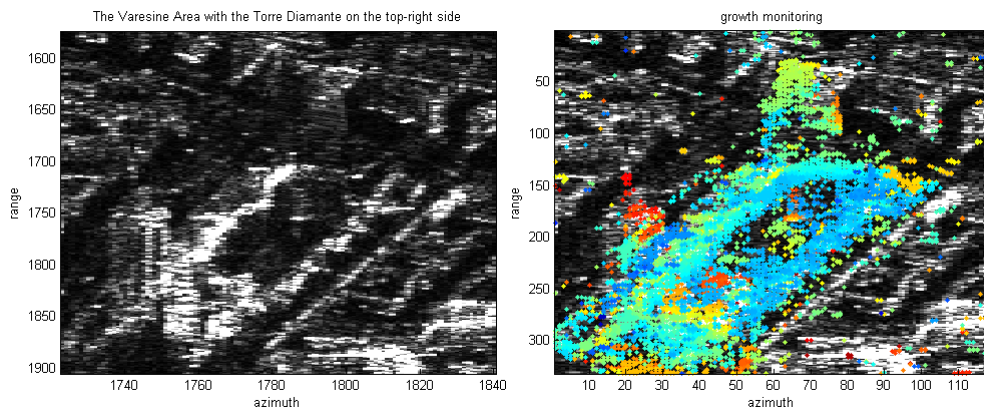 The Varesine Area with the Torre Diamante on the top-right side
1600
1650
1700
1750
1800
1850
1900
range
1740 1760 1780 1800 1820 1840
azimuth
growth monitoring
50
100
150
200
250
300
range
10 20 30 40 50 60 70 80 90 100 110
azimuth